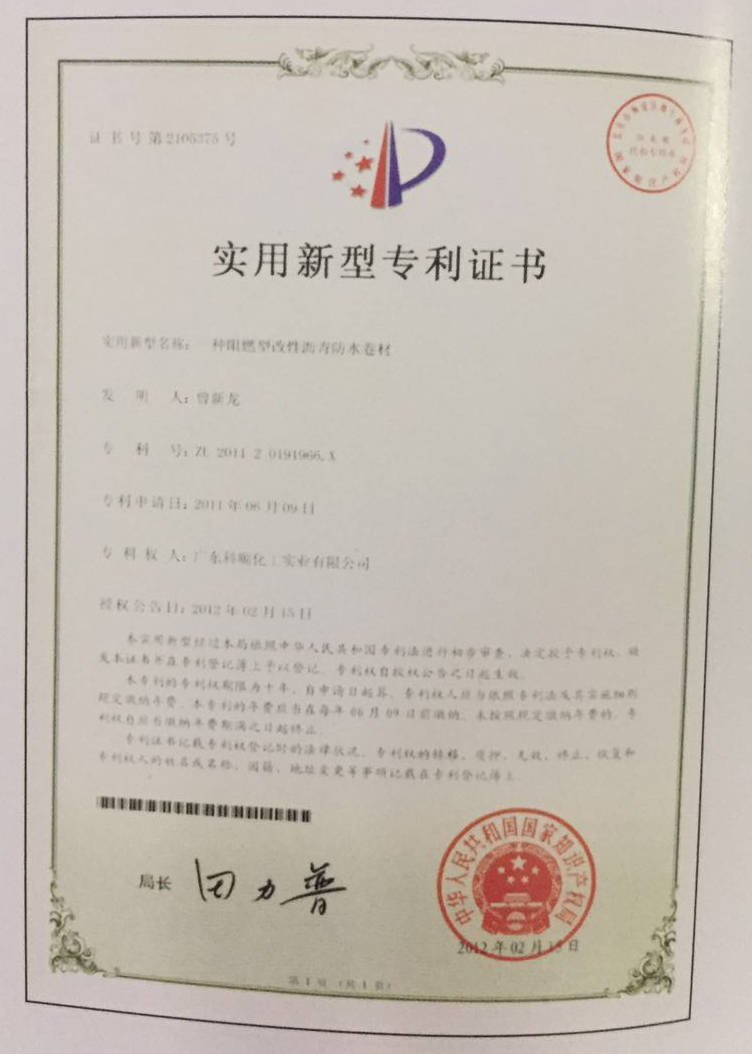 证书号第2105375号
实用新型专利证书
实用新型名称：一种阻燃型改性沥青防水卷材
发 明 人：曾新龙
专 利 号：ZL 2011 2 0191966.X
专利申请日：2011年06月09日
专 利 权 人：广东科顺化工实业有限公司
授权公告日：2012年02月15日
本实用新型经过本局依照中华人民共和国专利法进行初步审查，决定授予专利权，颁
发本证书并在专利登记簿上予以登记。专利权自授权公告之日起生效。
本专利的专利权期限为十年，自申请日起算。专利权人应当依照专利法及其实施细则
规定缴纳年费。本专利的年费应当在每年06月09日前缴纳。未按照规定缴纳年费的，专
利权自应当缴纳年费期满之日起终止。
专利证书记载专利权登记时的法律状况。专利权的转移、质押、无效、终止、恢复和
专利权人的姓名或名称、国籍、地址变更等事项记载在专利登记簿上。
局长 田力普
中华人民共和国国家知识产权局
2012年02月15日
第1页（共1页）